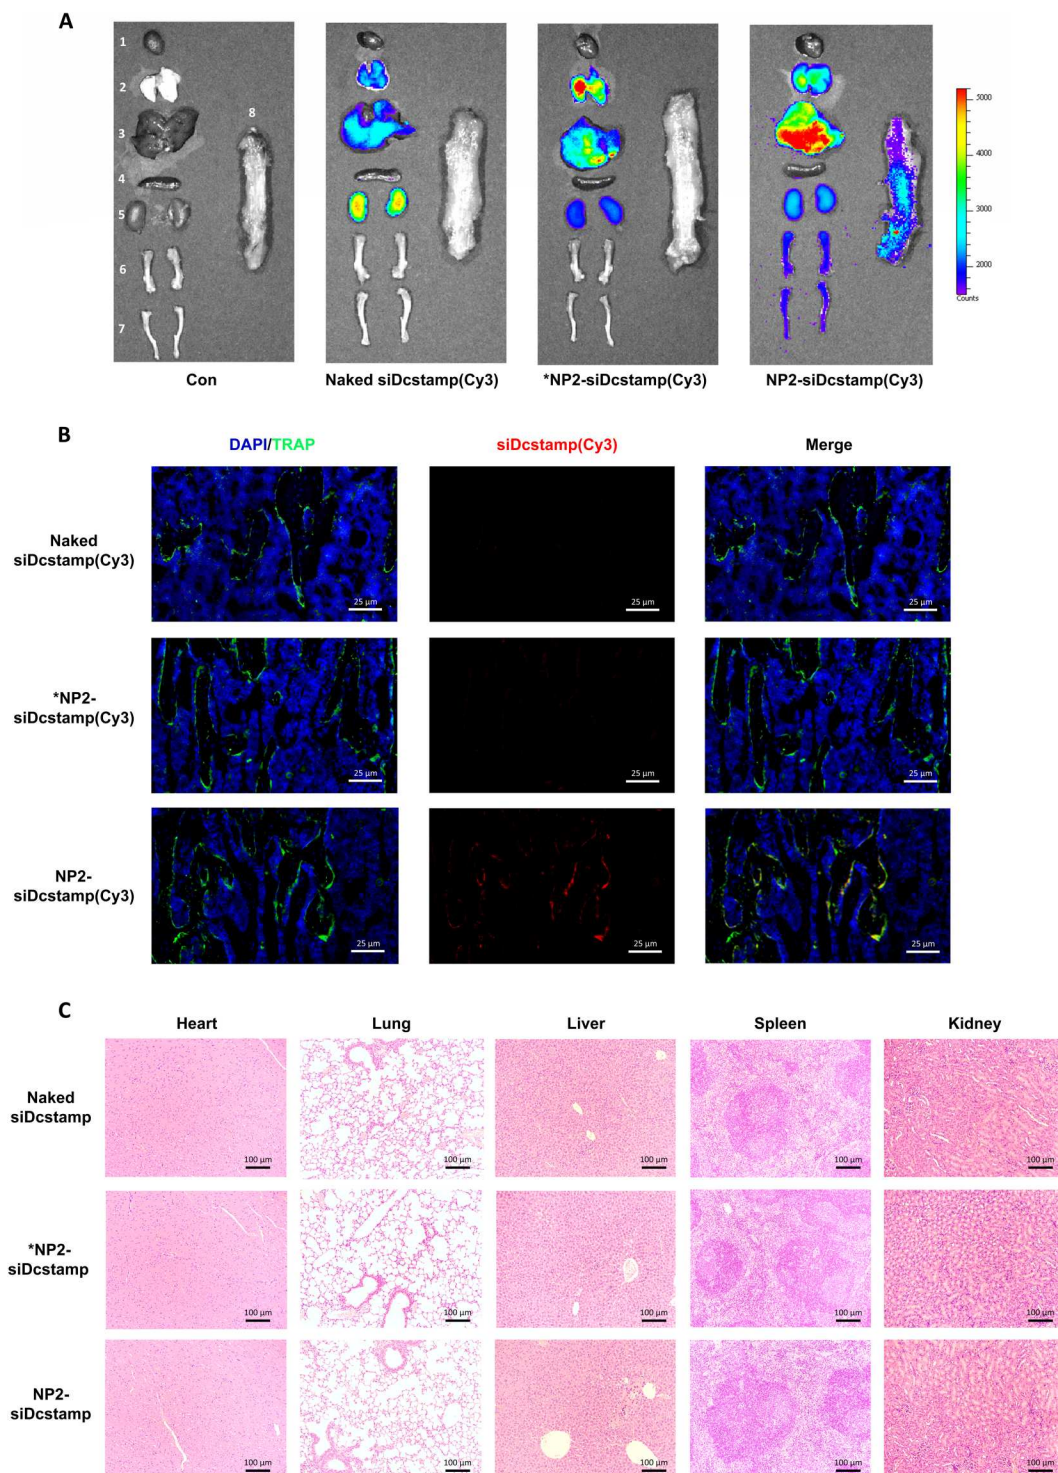 A
1
2
3
4
5
6
7
8
5000
4000
3000
2000
Counts
Con
Naked siDcstamp(Cy3)
*NP2-siDcstamp(Cy3)
NP2-siDcstamp(Cy3)
B
DAPI/TRAP
siDcstamp(Cy3)
Merge
Naked
siDcstamp(Cy3)
25 µm
25 µm
25 µm
*NP2-
siDcstamp(Cy3)
25 µm
25 µm
25 µm
NP2-
siDcstamp(Cy3)
25 µm
25 µm
25 µm
C
Heart
Lung
Liver
Spleen
Kidney
Naked
siDcstamp
100 µm
100 µm
100 µm
100 µm
100 µm
*NP2-
siDcstamp
100 µm
100 µm
100 µm
100 µm
100 µm
NP2-
siDcstamp
100 µm
100 µm
100 µm
100 µm
100 µm